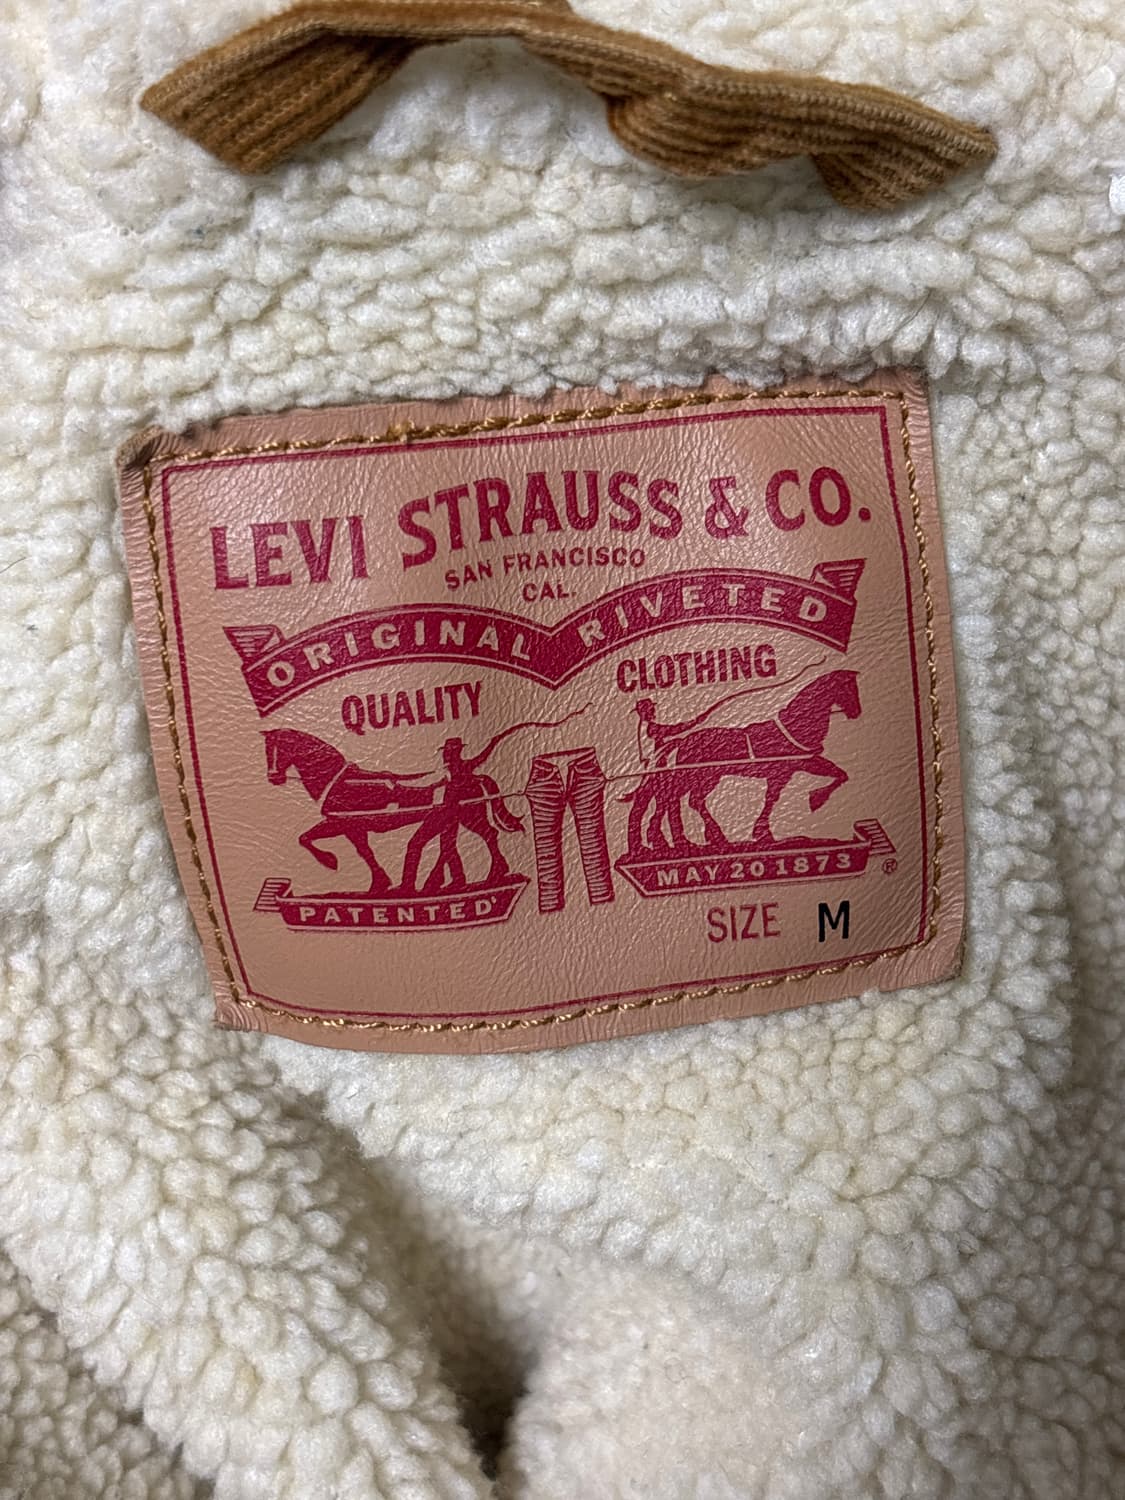 LEVI STRAUSS & CO.
SAN FRANCISCO
CAL.
ORIGINAL RIVETED
QUALITY CLOTHING
PATENTED MAY 20 1873 ®
SIZE M